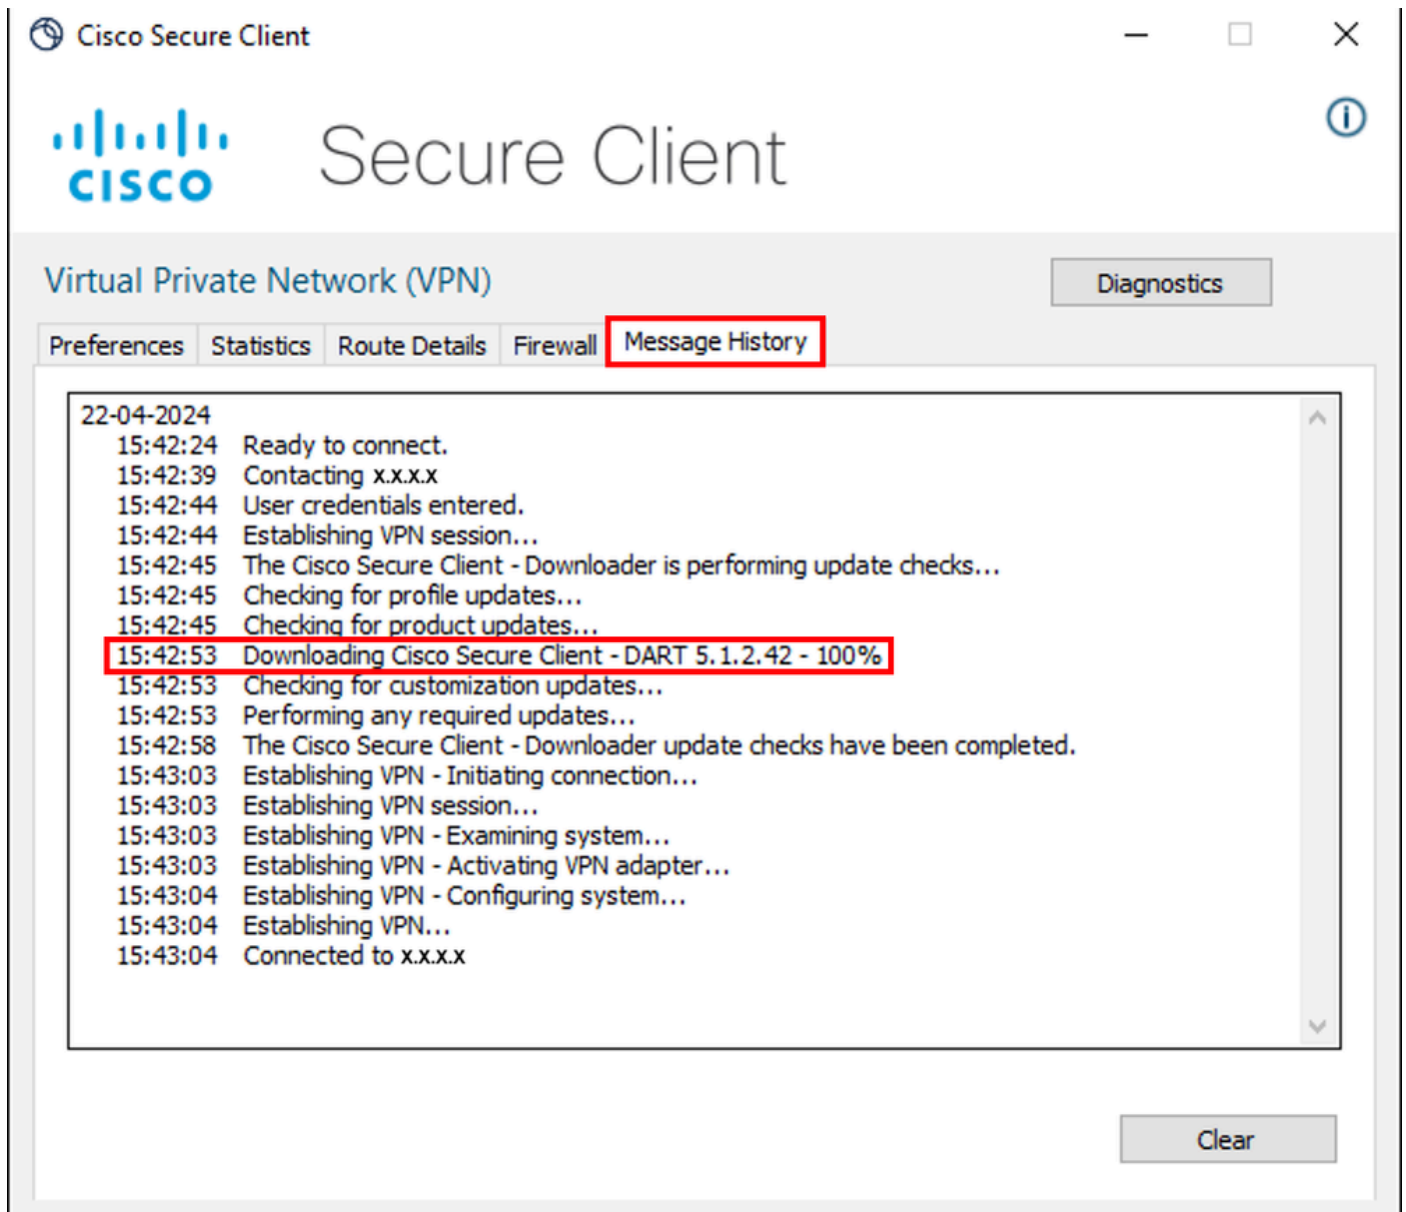 Cisco Secure Client
CISCO
Secure Client
Virtual Private Network (VPN)
Diagnostics
Preferences Statistics Route Details Firewall Message History
22-04-2024
15:42:24 Ready to connect.
15:42:39 Contacting x.x.x.x
15:42:44 User credentials entered.
15:42:44 Establishing VPN session...
15:42:45 The Cisco Secure Client - Downloader is performing update checks...
15:42:45 Checking for profile updates...
15:42:45 Checking for product updates...
15:42:53 Downloading Cisco Secure Client - DART 5.1.2.42 - 100%
15:42:53 Checking for customization updates...
15:42:53 Performing any required updates...
15:42:58 The Cisco Secure Client - Downloader update checks have been completed.
15:43:03 Establishing VPN - Initiating connection...
15:43:03 Establishing VPN session...
15:43:03 Establishing VPN - Examining system...
15:43:03 Establishing VPN - Activating VPN adapter...
15:43:04 Establishing VPN - Configuring system...
15:43:04 Establishing VPN...
15:43:04 Connected to x.x.x.x
Clear